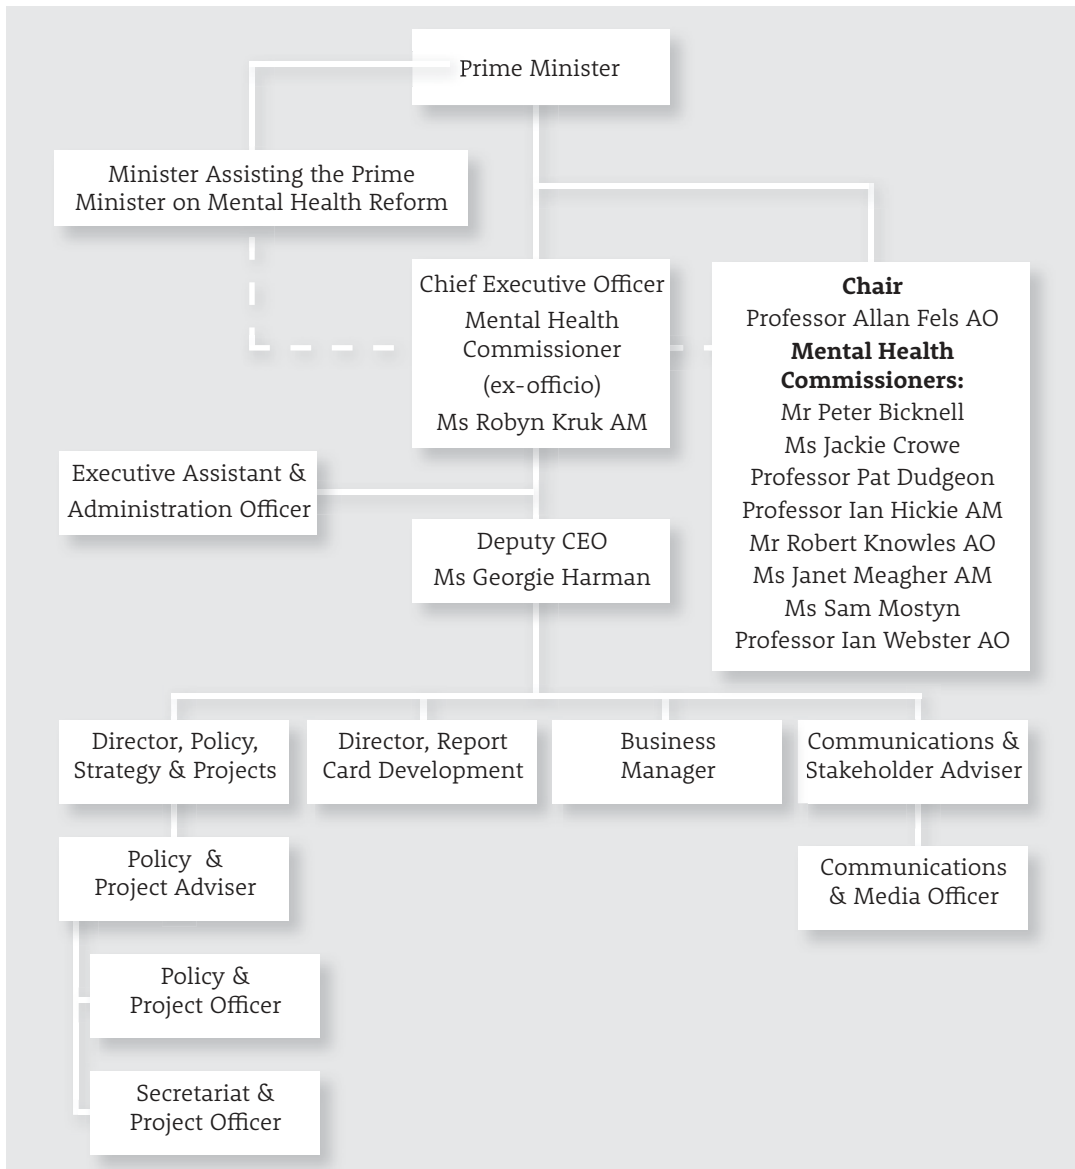 Prime Minister
Minister Assisting the Prime
Minister on Mental Health Reform
Chief Executive Officer
Mental Health
Commissioner
(ex-officio)
Ms Robyn Kruk AM
Chair
Professor Allan Fels AO
Mental Health
Commissioners:
Mr Peter Bicknell
Ms Jackie Crowe
Professor Pat Dudgeon
Professor Ian Hickie AM
Mr Robert Knowles AO
Ms Janet Meagher AM
Ms Sam Mostyn
Professor Ian Webster AO
Executive Assistant &
Administration Officer
Deputy CEO
Ms Georgie Harman
Director, Policy,
Strategy & Projects
Director, Report
Card Development
Business
Manager
Communications &
Stakeholder Adviser
Policy &
Project Adviser
Communications
& Media Officer
Policy &
Project Officer
Secretariat &
Project Officer